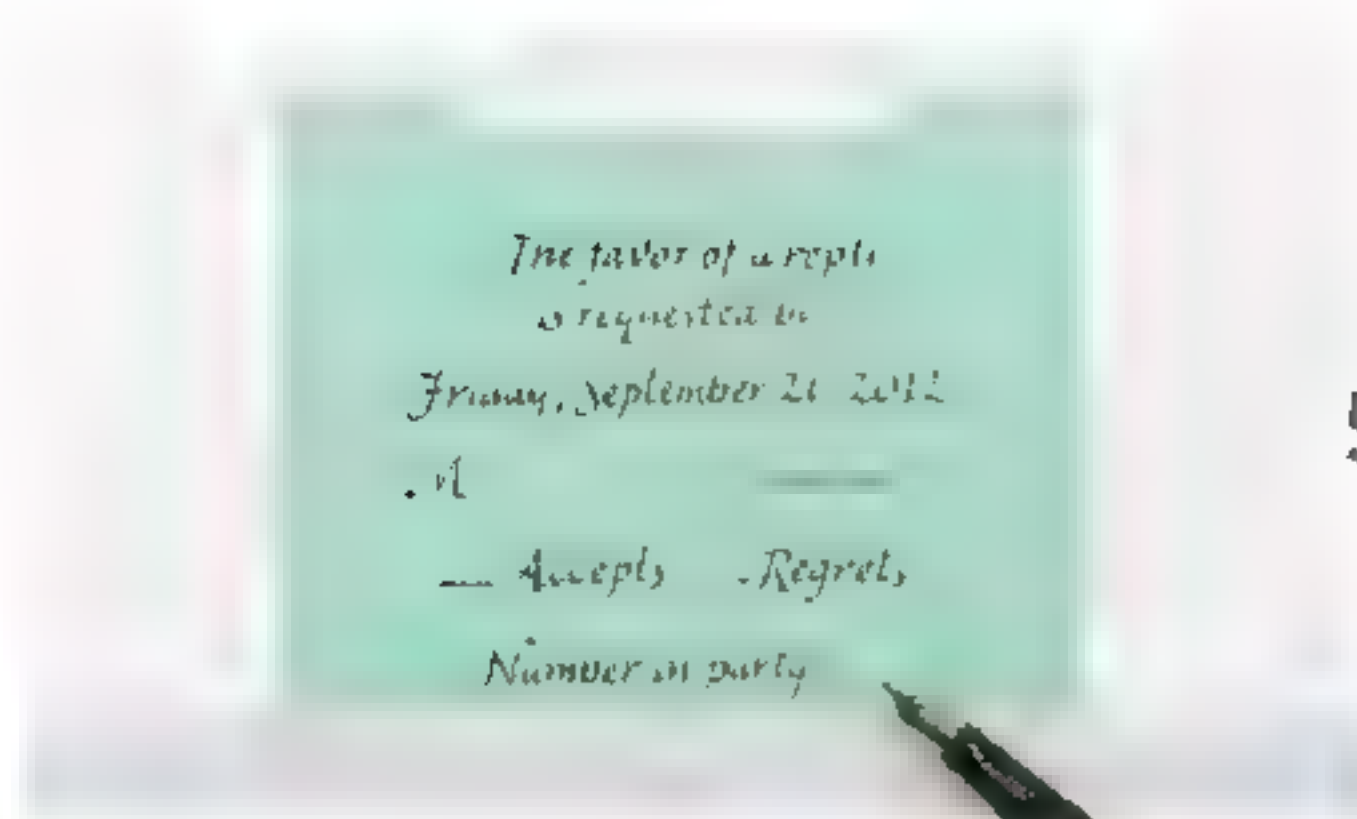 The favor of a reply
is requested by
Friday, September 21 2012
M
Accepts Regrets
Number in party